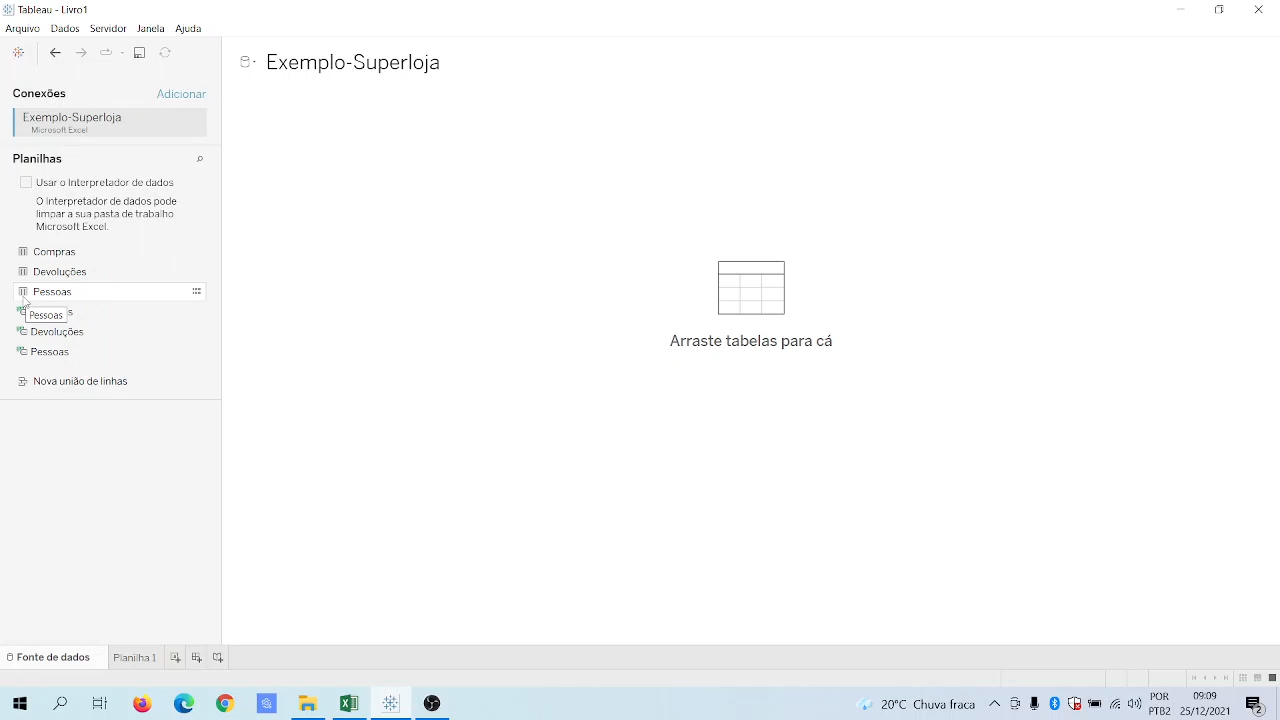 Tableau - Livro1
Arquivo Dados Servidor Janela Ajuda
Exemplo-Superloja
Conexões Adicionar
Exemplo-Superloja
Microsoft Excel
Planilhas
Usar o Interpretador de dados
O Interpretador de dados pode
limpar a sua pasta de trabalho
Microsoft Excel.
Compras
Devoluções
Pessoas
Pessoas
Devoluções
Pessoas
Nova união de linhas
Arraste tabelas para cá
Fonte de dados Planilha 1
20°C Chuva fraca
POR
PTB2
09:09
25/12/2021
2